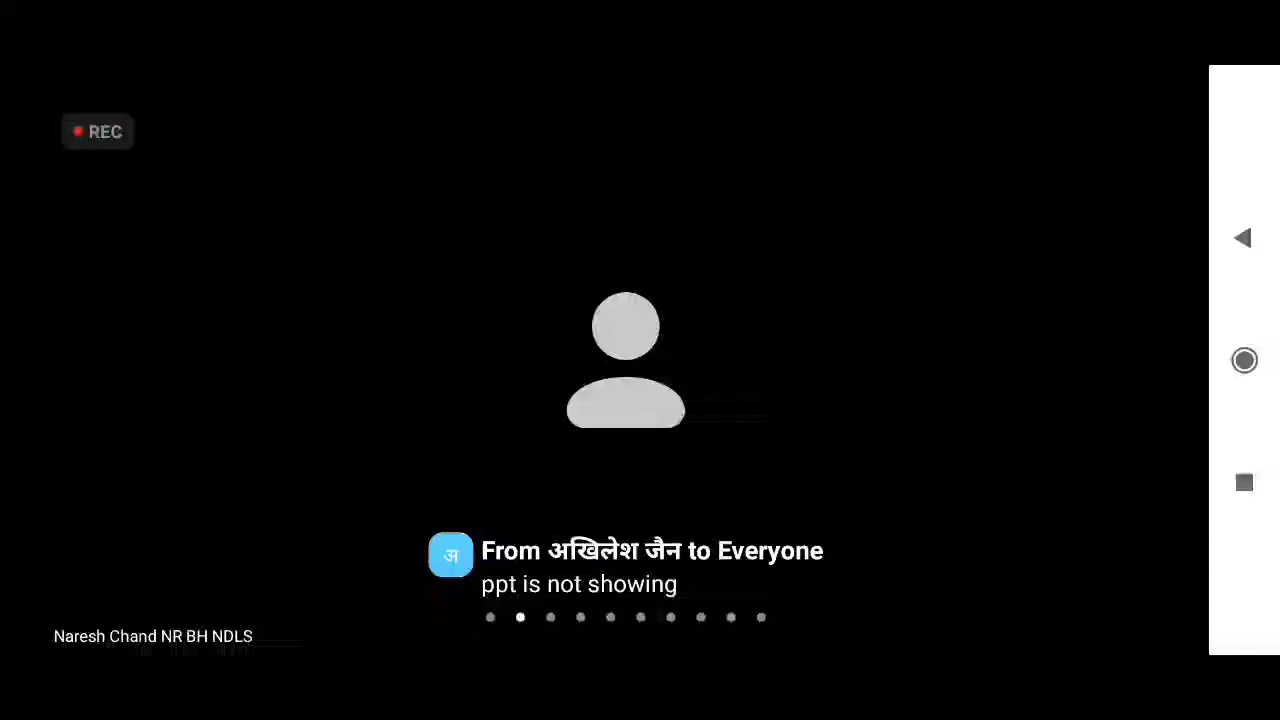 REC
अ
From अखिलेश जैन to Everyone
ppt is not showing
Naresh Chand NR BH NDLS